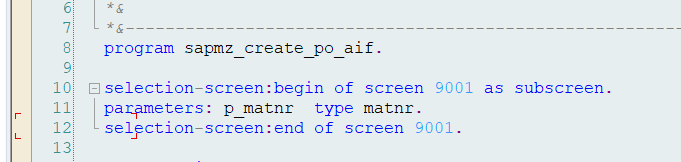 6 *&
7 *&---------------------------------------------------------------
8 program sapmz_create_po_aif.
9
10 selection-screen:begin of screen 9001 as subscreen.
11 parameters: p_matnr  type matnr.
12 selection-screen:end of screen 9001.
13